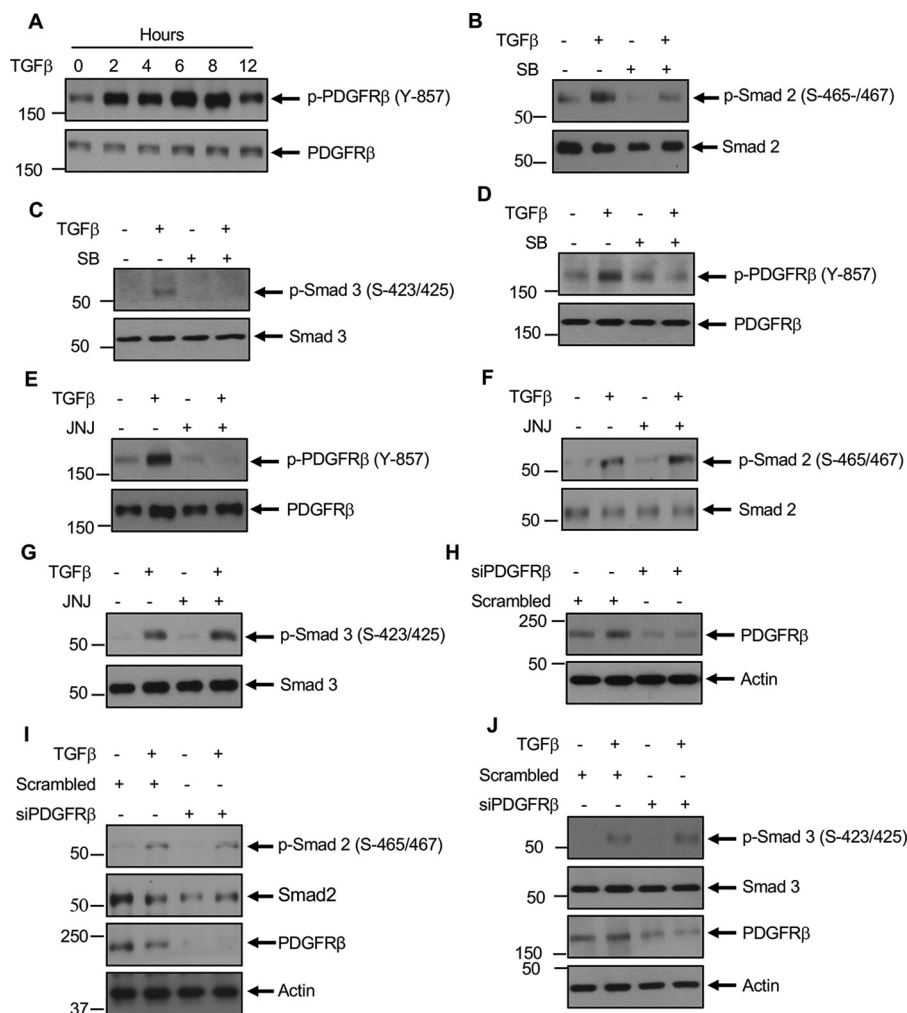 A
Hours
TGFβ 0 2 4 6 8 12
p-PDGFRβ (Y-857)
150
PDGFRβ
150
B
TGFβ - + - +
SB - - + +
p-Smad 2 (S-465-/467)
50
Smad 2
50
C
TGFβ - + - +
SB - - + +
p-Smad 3 (S-423/425)
50
Smad 3
50
D
TGFβ - + - +
SB - - + +
p-PDGFRβ (Y-857)
150
PDGFRβ
150
E
TGFβ - + - +
JNJ - - + +
p-PDGFRβ (Y-857)
150
PDGFRβ
150
F
TGFβ - + - +
JNJ - - + +
p-Smad 2 (S-465/467)
50
Smad 2
50
G
TGFβ - + - +
JNJ - - + +
p-Smad 3 (S-423/425)
50
Smad 3
50
H
siPDGFRβ - - + +
Scrambled + + - -
250
PDGFRβ
50
Actin
I
TGFβ - + - +
Scrambled + + - -
siPDGFRβ - - + +
p-Smad 2 (S-465/467)
50
Smad2
50
250
PDGFRβ
Actin
37
J
TGFβ - + - +
Scrambled + + - -
siPDGFRβ - - + +
p-Smad 3 (S-423/425)
50
Smad 3
50
PDGFRβ
150
50
Actin